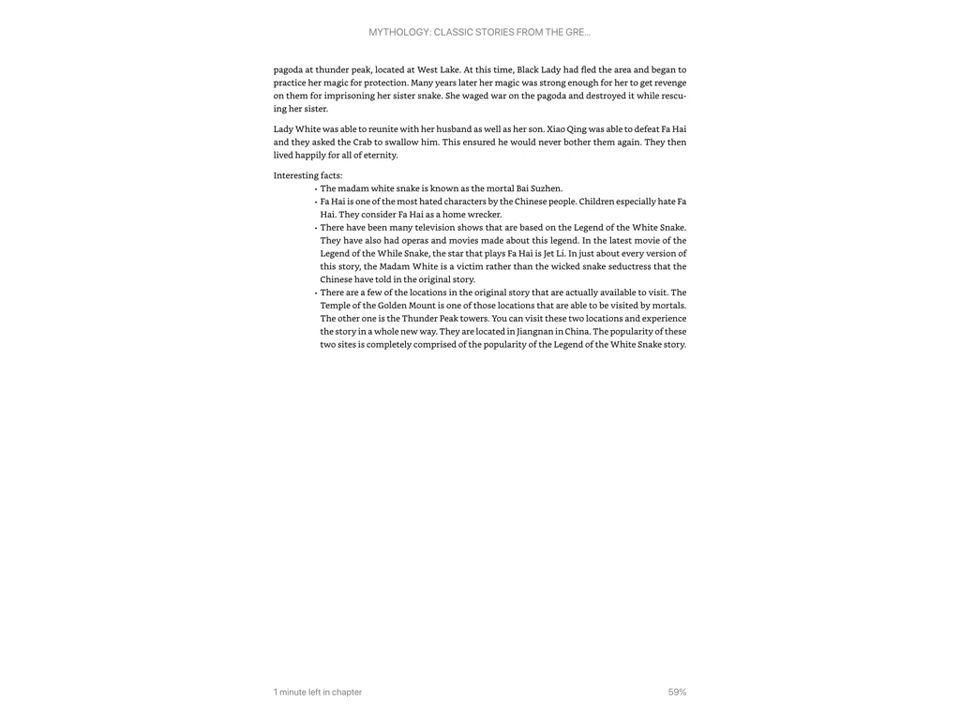 MYTHOLOGY: CLASSIC STORIES FROM THE GRE...
pagoda at thunder peak, located at West Lake. At this time, Black Lady had fled the area and began to
practice her magic for protection. Many years later her magic was strong enough for her to get revenge
on them for imprisoning her sister snake. She waged war on the pagoda and destroyed it while rescu-
ing her sister.
Lady White was able to reunite with her husband as well as her son. Xiao Qing was able to defeat Fa Hai
and they asked the Crab to swallow him. This ensured he would never bother them again. They then
lived happily for all of eternity.
Interesting facts:
• The madam white snake is known as the mortal Bai Suzhen.
• Fa Hai is one of the most hated characters by the Chinese people. Children especially hate Fa
Hai. They consider Fa Hai as a home wrecker.
• There have been many television shows that are based on the Legend of the White Snake.
They have also had operas and movies made about this legend. In the latest movie of the
Legend of the While Snake, the star that plays Fa Hai is Jet Li. In just about every version of
this story, the Madam White is a victim rather than the wicked snake seductress that the
Chinese have told in the original story.
• There are a few of the locations in the original story that are actually available to visit. The
Temple of the Golden Mount is one of those locations that are able to be visited by mortals.
The other one is the Thunder Peak towers. You can visit these two locations and experience
the story in a whole new way. They are located in Jiangnan in China. The popularity of these
two sites is completely comprised of the popularity of the Legend of the White Snake story.
1 minute left in chapter
59%